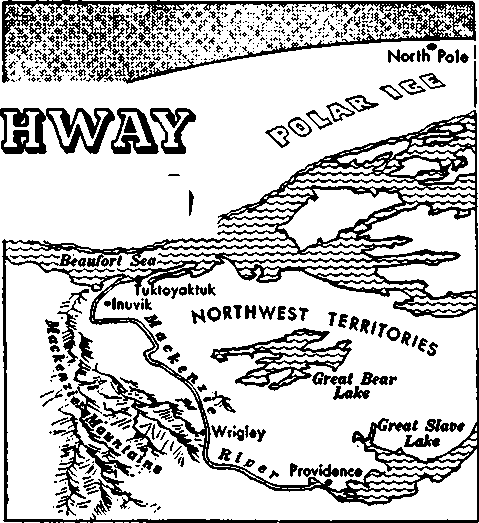 North Pole
POLAR ICE
HWAY
Beaufort Sea
Tuktoyaktuk
Inuvik
NORTHWEST TERRITORIES
Mackenzie
River
Mackenzie Mountains
Great Bear
Lake
Great Slave
Lake
Wrigley
Providence